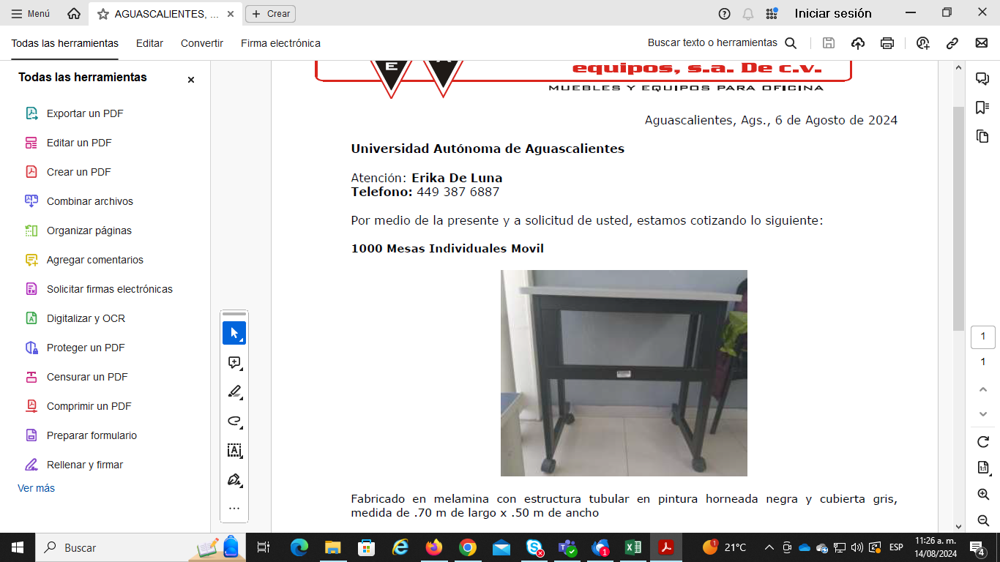 Menú
AGUASCALIENTES, ...
Crear
Iniciar sesión
Todas las herramientas
Editar
Convertir
Firma electrónica
Buscar texto o herramientas
Todas las herramientas
Exportar un PDF
Editar un PDF
Crear un PDF
Combinar archivos
Organizar páginas
Agregar comentarios
Solicitar firmas electrónicas
Digitalizar y OCR
Proteger un PDF
Censurar un PDF
Comprimir un PDF
Preparar formulario
Rellenar y firmar
Ver más
E
equipos, s.a. De c.v.
MUEBLES Y EQUIPOS PARA OFICINA
Aguascalientes, Ags., 6 de Agosto de 2024
Universidad Autónoma de Aguascalientes
Atención: Erika De Luna
Telefono: 449 387 6887
Por medio de la presente y a solicitud de usted, estamos cotizando lo siguiente:
1000 Mesas Individuales Movil
Fabricado en melamina con estructura tubular en pintura horneada negra y cubierta gris,
medida de .70 m de largo x .50 m de ancho
1
1
1:1
Buscar
1
21°C
1
ESP
11:26 a. m.
14/08/2024
4